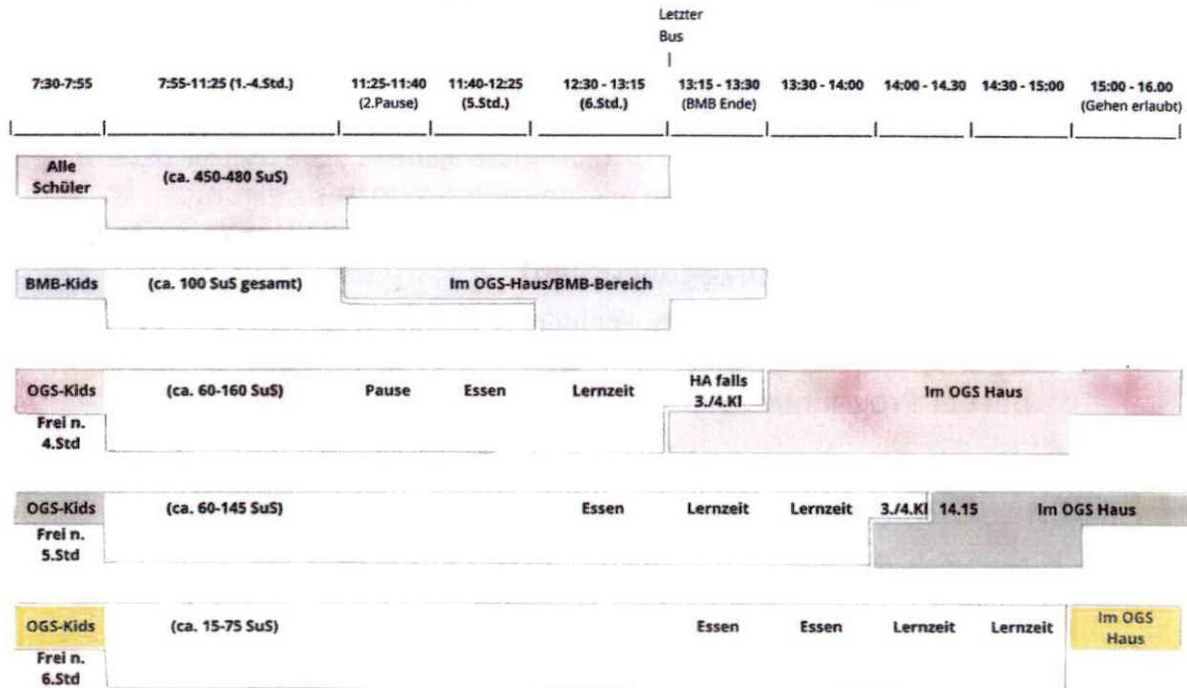 Letzter
Bus
7:30-7:55 7:55-11:25 (1.-4.Std.) 11:25-11:40 11:40-12:25 12:30 - 13:15 13:15 - 13:30 13:30 - 14:00 14:00 - 14.30 14:30 - 15:00 15:00 - 16.00
(2.Pause) (5.Std.) (6.Std.) (BMB Ende) (Gehen erlaubt)
Alle
Schüler (ca. 450-480 SuS)
BMB-Kids (ca. 100 SuS gesamt) Im OGS-Haus/BMB-Bereich
OGS-Kids (ca. 60-160 SuS) Pause Essen Lernzeit HA falls
3./4.Kl Im OGS Haus
Frei n.
4.Std
OGS-Kids (ca. 60-145 SuS) Essen Lernzeit Lernzeit 3./4.Kl 14.15 Im OGS Haus
Frei n.
5.Std
OGS-Kids (ca. 15-75 SuS) Essen Essen Lernzeit Lernzeit Im OGS
Haus
Frei n.
6.Std